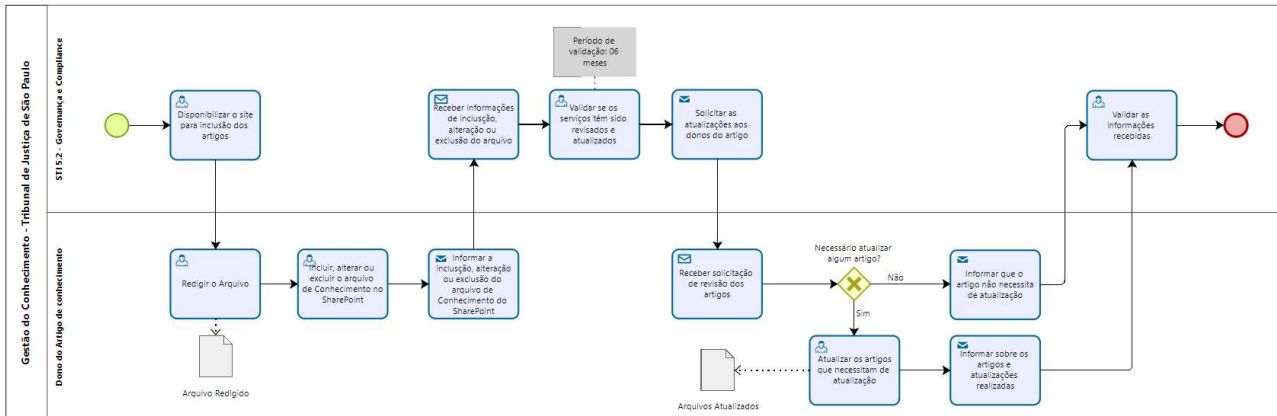 Gestão do Conhecimento - Tribunal de Justiça de São Paulo
STI 5.2 - Governança e Compliance
Disponibilizar o site
para inclusão dos
artigos
Receber informações
de inclusção,
alteração ou
exclusão do arquivo
Período de
validação: 06
meses
Validar se os
serviços têm sido
revisados e
atualizados
Solicitar as
atualizações aos
donos do artigo
Validar as
informações
recebidas
Dono do Artigo de conhecimento
Redigir o Arquivo
Arquivo Redigido
Incluir, alterar ou
excluir o arquivo
de Conhecimento no
SharePoint
Informar a
inclusção, alteração
ou exclusão do
arquivo de
Conhecimento do
SharePoint
Receber solicitação
de revisão dos
artigos
Necessário atualizar
algum artigo?
Não
Sim
Informar que o
artigo não necessita
de atualização
Atualizar os artigos
que necessitam de
atualização
Arquivos Atualizados
Informar sobre os
artigos e
atualizações
realizadas